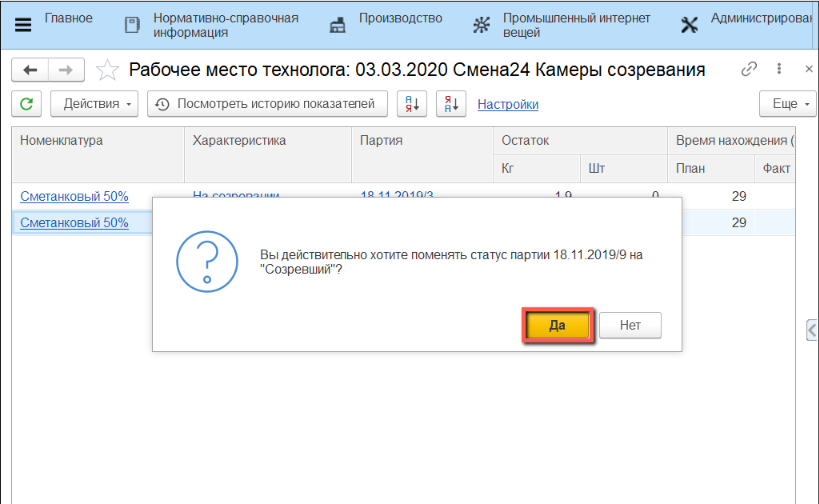 Главное
Нормативно-справочная
информация
Производство
Промышленный интернет
вещей
Администрирован
Рабочее место технолога: 03.03.2020 Смена24 Камеры созревания
Действия
Посмотреть историю показателей
Настройки
Еще
Номенклатура Характеристика Партия Остаток Время нахождения (
Кг Шт План Факт
Сметанковый 50% На созревании 18.11.2019/3 1,9 0 29
Сметанковый 50% 29
Вы действительно хотите поменять статус партии 18.11.2019/9 на
"Созревший"?
Да Нет